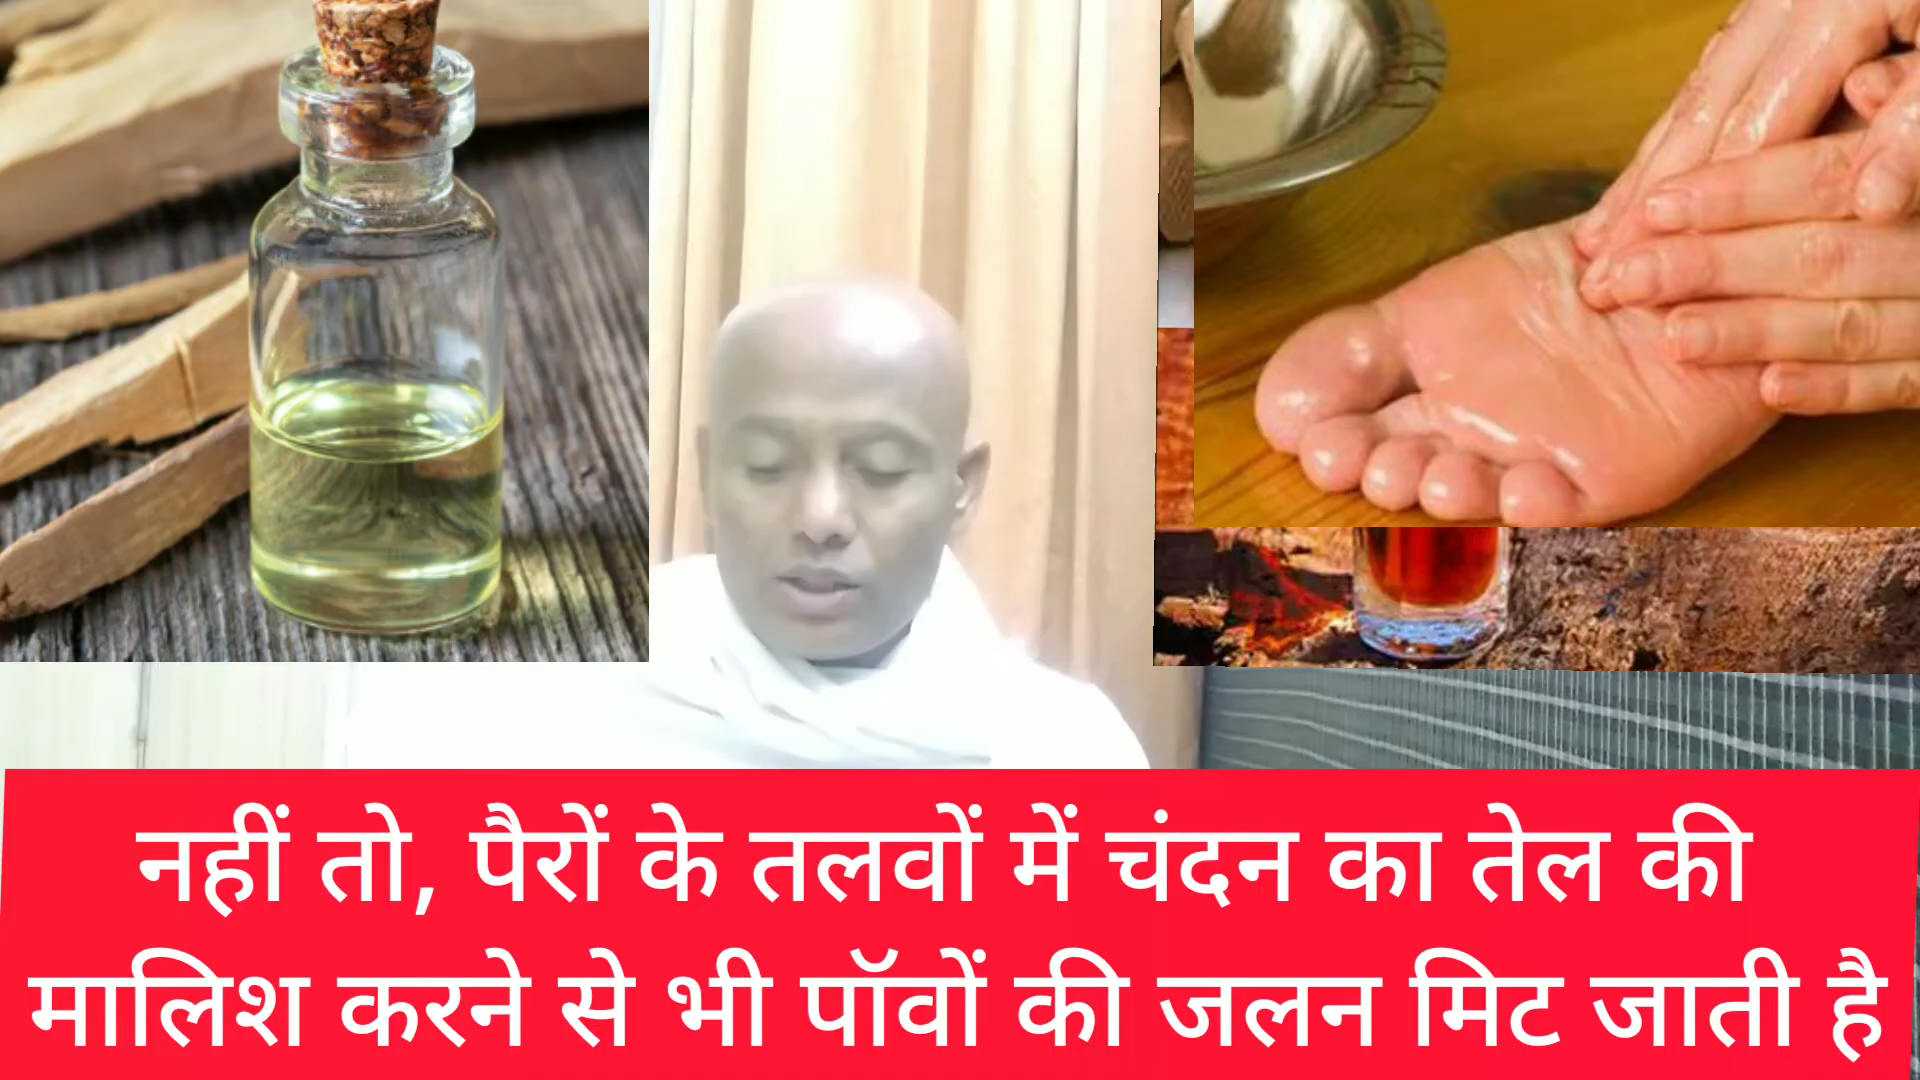 नहीं तो, पैरों के तलवों में चंदन का तेल की
मालिश करने से भी पॉवों की जलन मिट जाती है